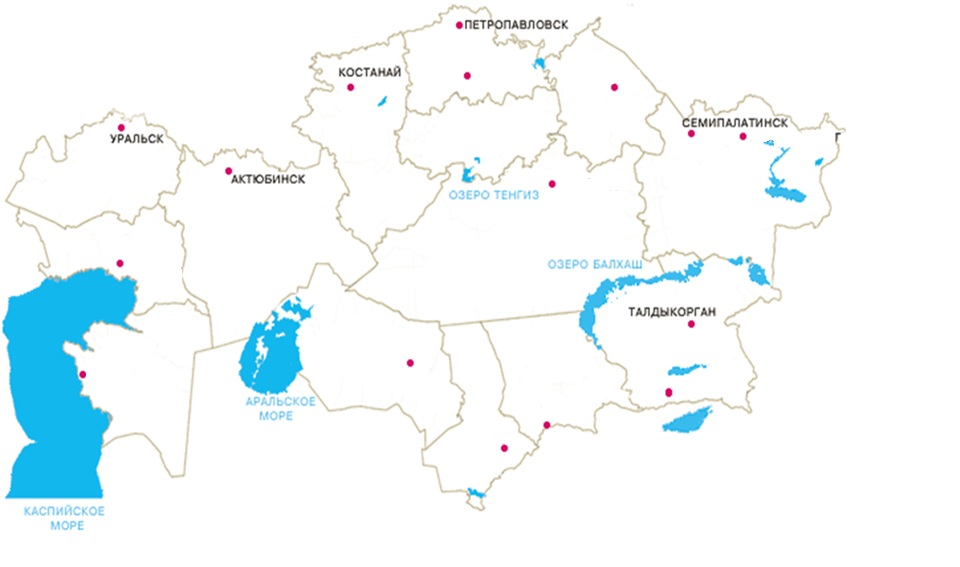 ПЕТРОПАВЛОВСК
КОСТАНАЙ
СЕМИПАЛАТИНСК
Г
УРАЛЬСК
АКТЮБИНСК
ОЗЕРО ТЕНГИЗ
ОЗЕРО БАЛХАШ
ТАЛДЫКОРГАН
АРАЛЬСКОЕ
МОРЕ
КАСПИЙСКОЕ
МОРЕ